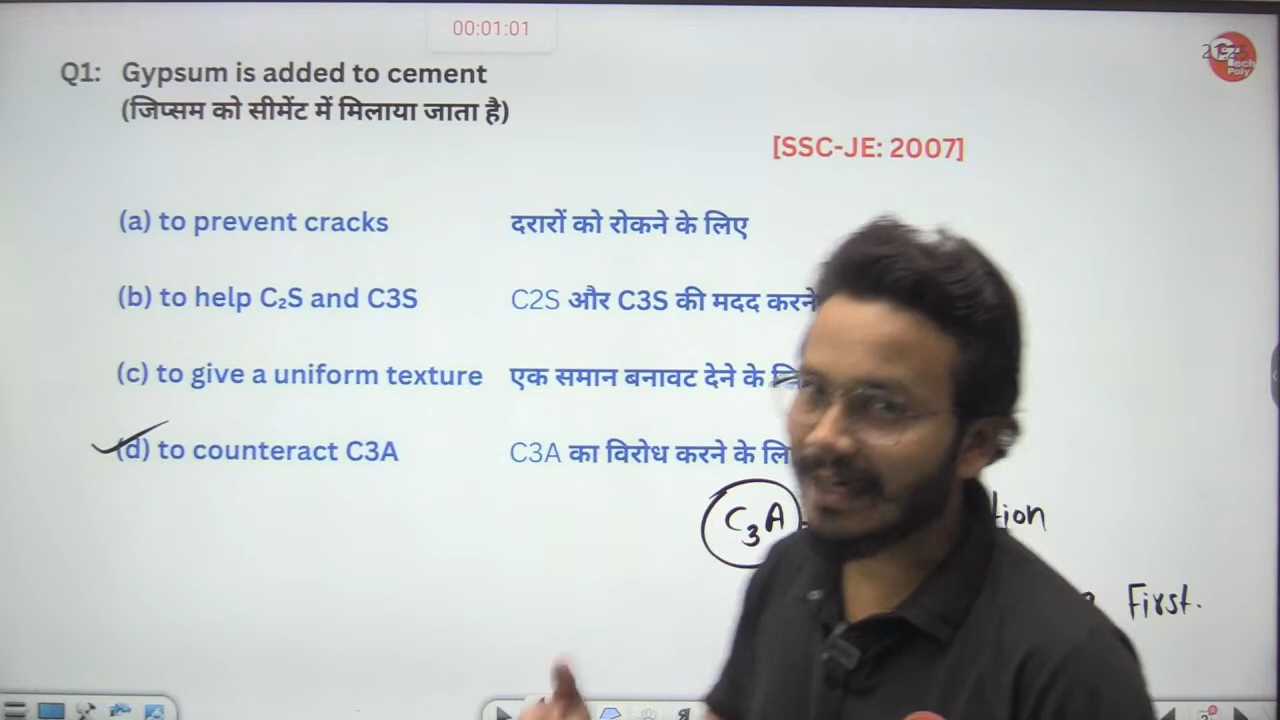 00:01:01
Tech
Poly
Q1: Gypsum is added to cement
(जिप्सम को सीमेंट में मिलाया जाता है)
[SSC-JE: 2007]
(a) to prevent cracks दरारों को रोकने के लिए
(b) to help C₂S and C3S C2S और C3S की मदद करने
(c) to give a uniform texture एक समान बनावट देने के
(d) to counteract C3A C3A का विरोध करने के लि
C₃A tion
First.